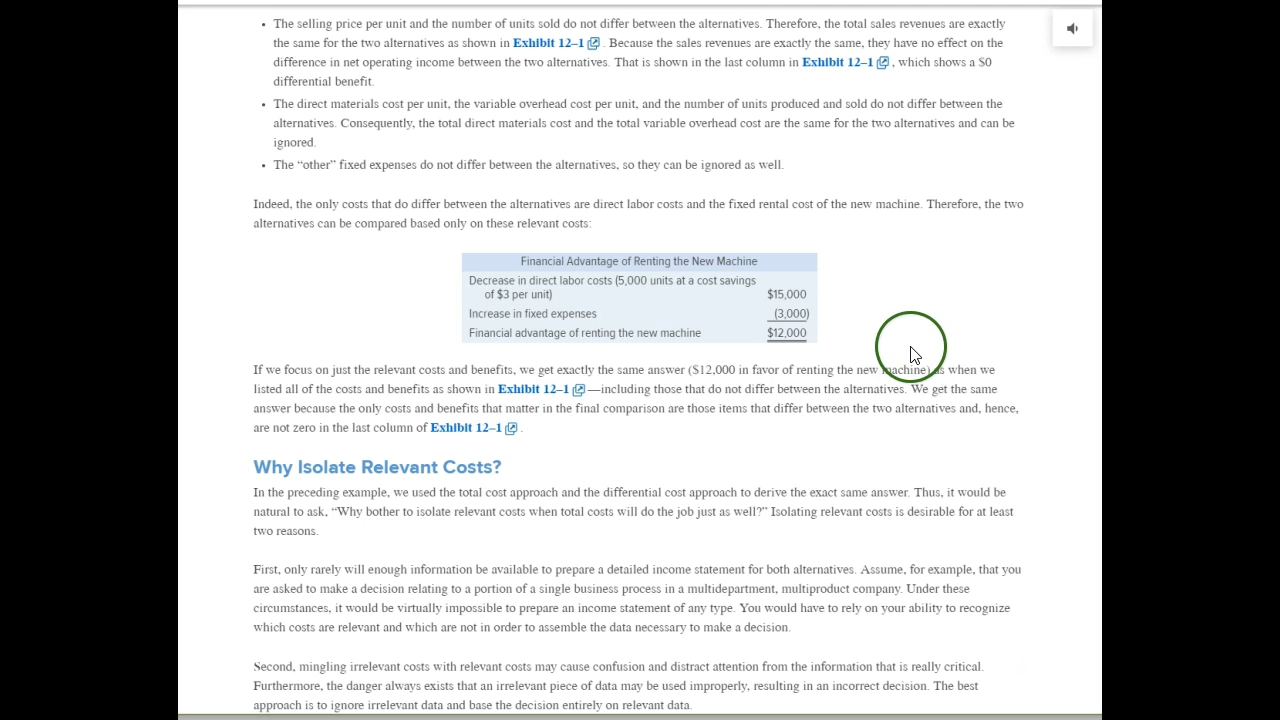 • The selling price per unit and the number of units sold do not differ between the alternatives. Therefore, the total sales revenues are exactly
the same for the two alternatives as shown in Exhibit 12–1 . Because the sales revenues are exactly the same, they have no effect on the
difference in net operating income between the two alternatives. That is shown in the last column in Exhibit 12–1 , which shows a $0
differential benefit.
• The direct materials cost per unit, the variable overhead cost per unit, and the number of units produced and sold do not differ between the
alternatives. Consequently, the total direct materials cost and the total variable overhead cost are the same for the two alternatives and can be
ignored.
• The “other” fixed expenses do not differ between the alternatives, so they can be ignored as well.
Indeed, the only costs that do differ between the alternatives are direct labor costs and the fixed rental cost of the new machine. Therefore, the two
alternatives can be compared based only on these relevant costs:
Financial Advantage of Renting the New Machine
Decrease in direct labor costs (5,000 units at a cost savings
of $3 per unit) $15,000
Increase in fixed expenses (3,000)
Financial advantage of renting the new machine $12,000
If we focus on just the relevant costs and benefits, we get exactly the same answer ($12,000 in favor of renting the new machine) as when we
listed all of the costs and benefits as shown in Exhibit 12–1 —including those that do not differ between the alternatives. We get the same
answer because the only costs and benefits that matter in the final comparison are those items that differ between the two alternatives and, hence,
are not zero in the last column of Exhibit 12–1 .
Why Isolate Relevant Costs?
In the preceding example, we used the total cost approach and the differential cost approach to derive the exact same answer. Thus, it would be
natural to ask, “Why bother to isolate relevant costs when total costs will do the job just as well?” Isolating relevant costs is desirable for at least
two reasons.
First, only rarely will enough information be available to prepare a detailed income statement for both alternatives. Assume, for example, that you
are asked to make a decision relating to a portion of a single business process in a multidepartment, multiproduct company. Under these
circumstances, it would be virtually impossible to prepare an income statement of any type. You would have to rely on your ability to recognize
which costs are relevant and which are not in order to assemble the data necessary to make a decision.
Second, mingling irrelevant costs with relevant costs may cause confusion and distract attention from the information that is really critical.
Furthermore, the danger always exists that an irrelevant piece of data may be used improperly, resulting in an incorrect decision. The best
approach is to ignore irrelevant data and base the decision entirely on relevant data.